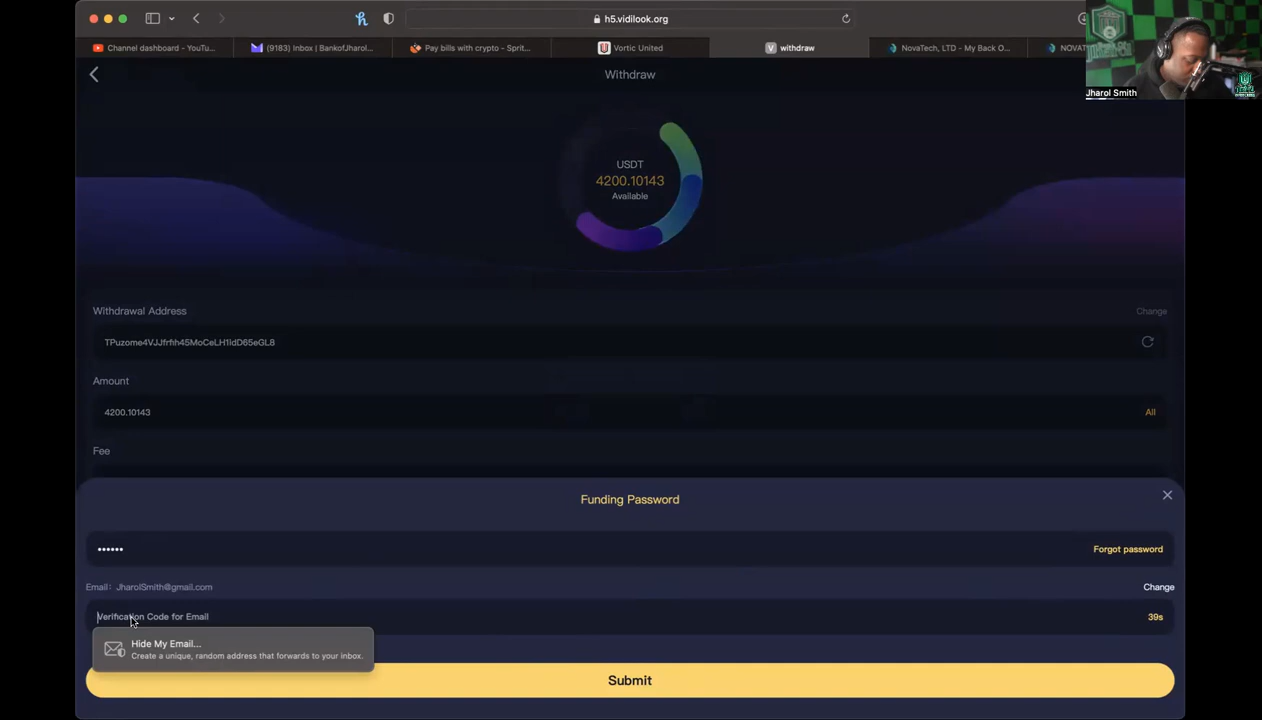 h5.vidilook.org
Channel dashboard - YouTu...
(9183) Inbox | BankofJharol...
Pay bills with crypto - Sprit...
Vortic United
withdraw
NovaTech, LTD - My Back O...
Jharol Smith
Withdraw
USDT
4200.10143
Available
Withdrawal Address
Change
TPuzome4VJJfrfth45MoCeLH1idD65eGL8
Amount
4200.10143
All
Fee
Funding Password
••••••
Forgot password
Email: JharolSmith@gmail.com
Change
Verification Code for Email
39s
Hide My Email...
Create a unique, random address that forwards to your inbox.
Submit